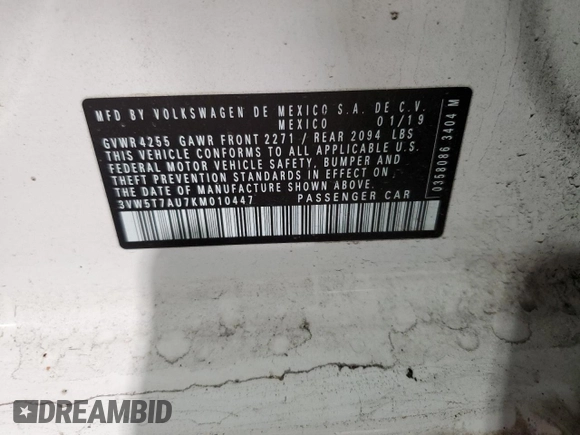 MFD BY VOLKSWAGEN DE MEXICO S.A. DE C.V.
MEXICO 01/19
GVWR4255 GAWR FRONT 2271 / REAR 2094 LBS
THIS VEHICLE CONFORMS TO ALL APPLICABLE U.S.
FEDERAL MOTOR VEHICLE SAFETY, BUMPER AND
THEFT PREVENTION STANDARDS IN EFFECT ON
THE DATE OF MANUFACTURE SHOWN ABOVE.
3VW5T7AU7KM010447 PASSENGER CAR
0358086 3404 M
DREAMBID